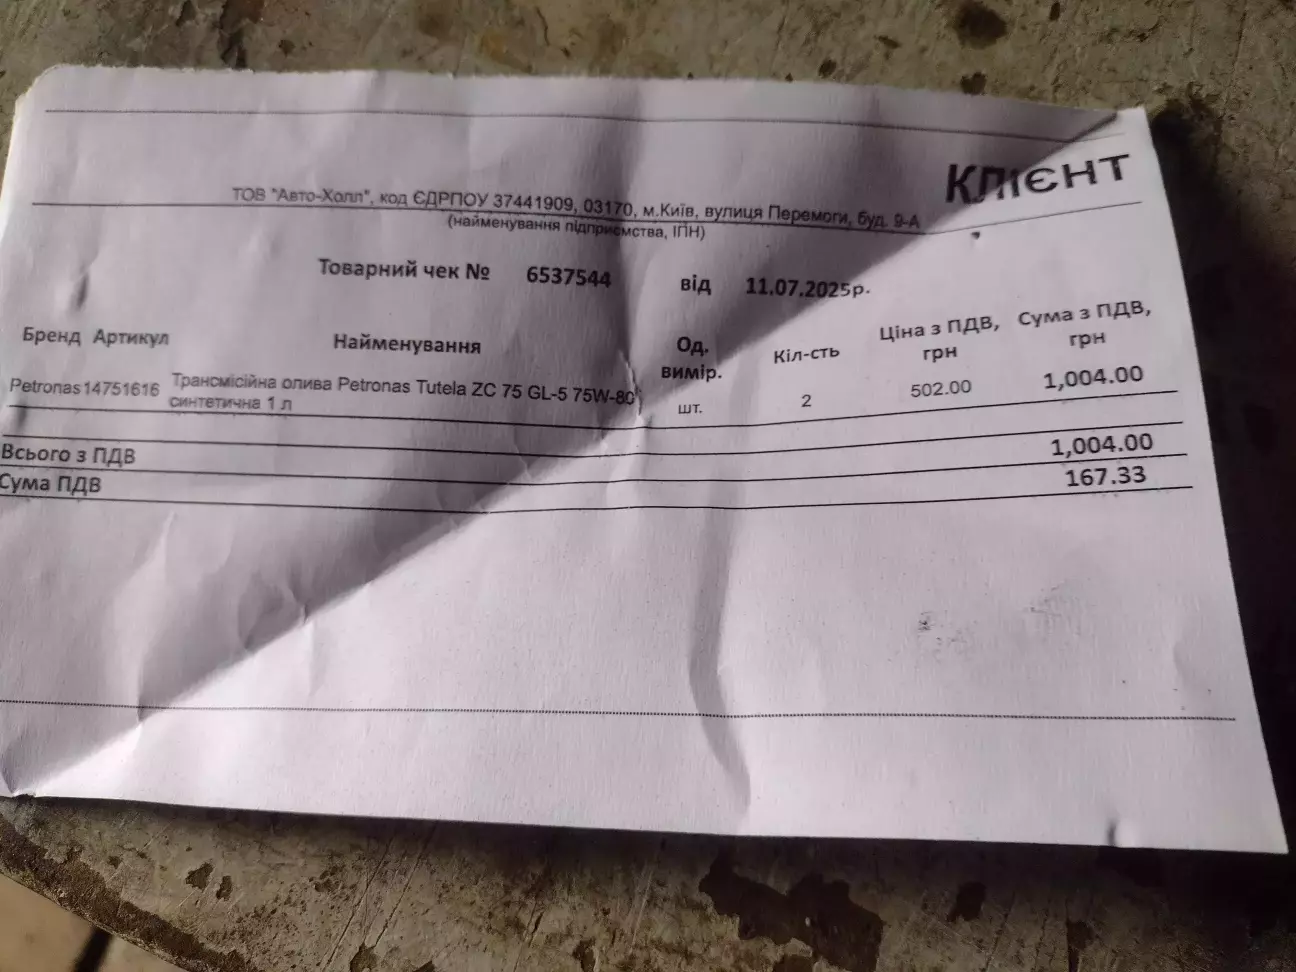 КЛІЄНТ
ТОВ "Авто-Холл", код ЄДРПОУ 37441909, 03170, м.Київ, вулиця Перемоги, буд. 9-А
(найменування підприємства, ІПН)
Товарний чек № 6537544 від 11.07.2025р.
Бренд Артикул Найменування Од. вимір. Кіл-сть Ціна з ПДВ, грн Сума з ПДВ, грн
Petronas 14751616 Трансмісійна олива Petronas Tutela ZC 75 GL-5 75W-80 шт. 2 502.00 1,004.00
синтетична 1 л
Всього з ПДВ 1,004.00
Сума ПДВ 167.33